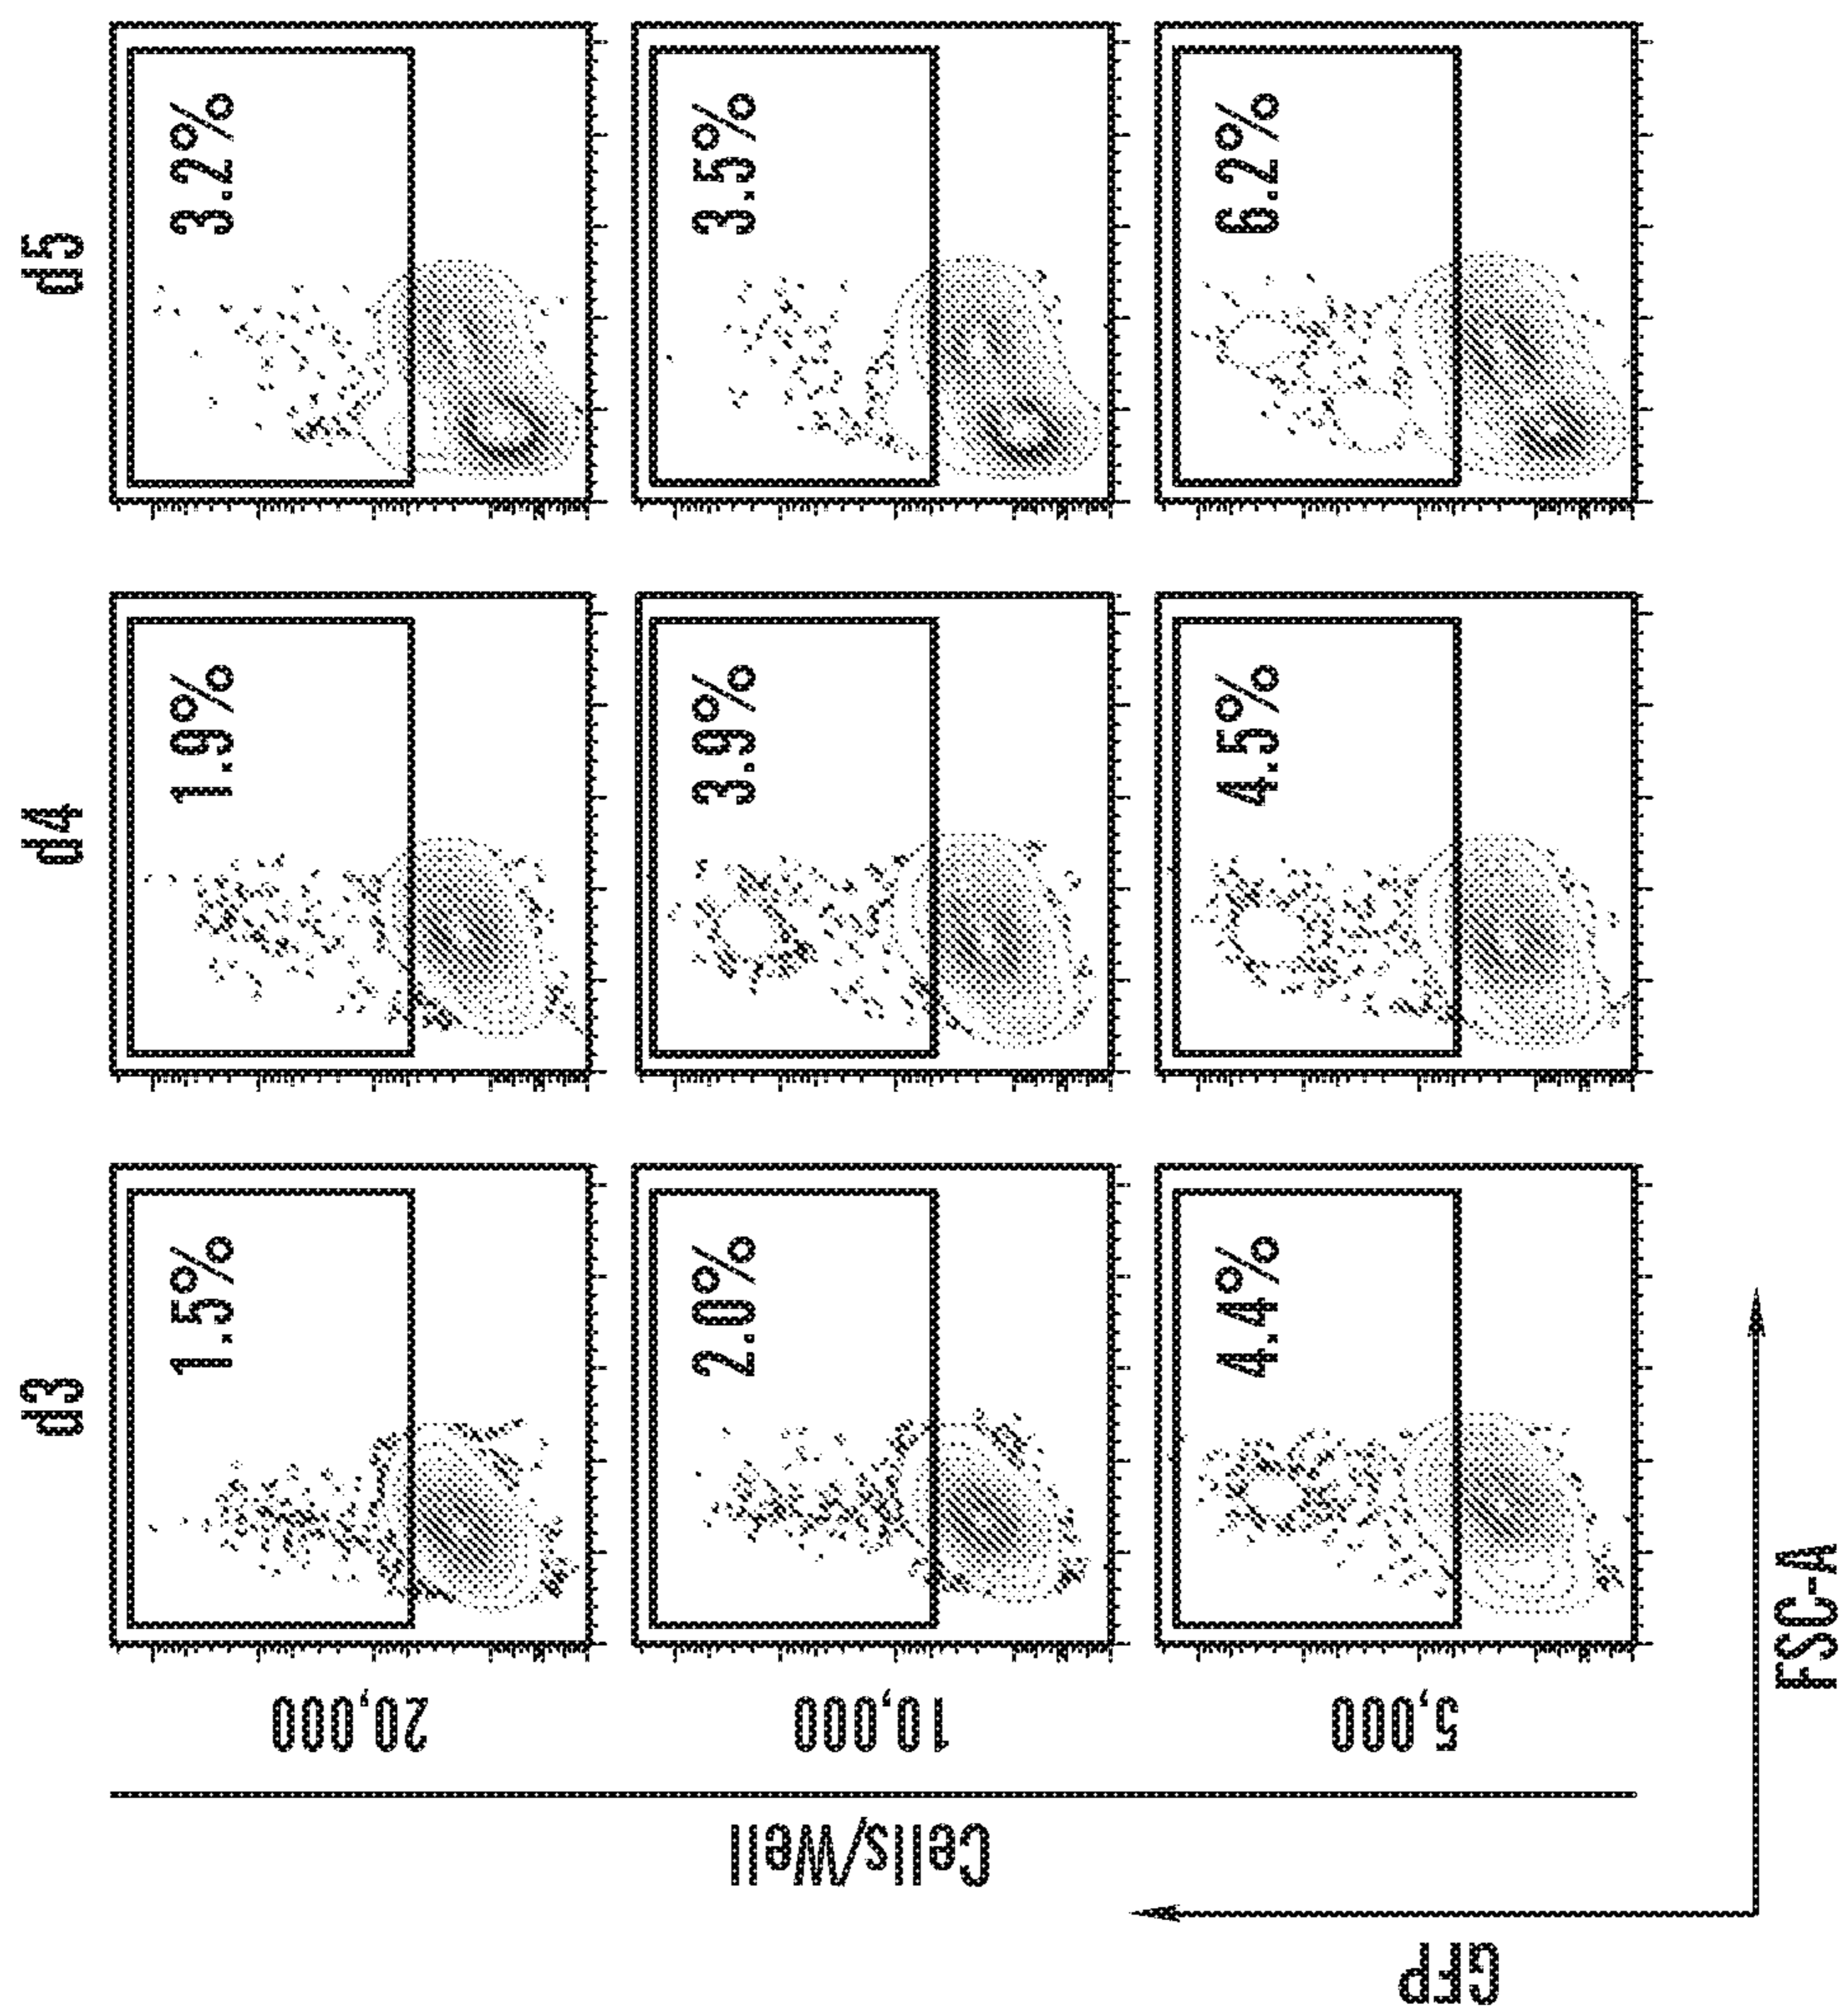 d3 d4 d5
20,000 1.5% 1.9% 3.2%
Cells/Well
10,000 2.0% 3.9% 3.5%
5,000 4.4% 4.5% 6.2%
GFP
FSC-A